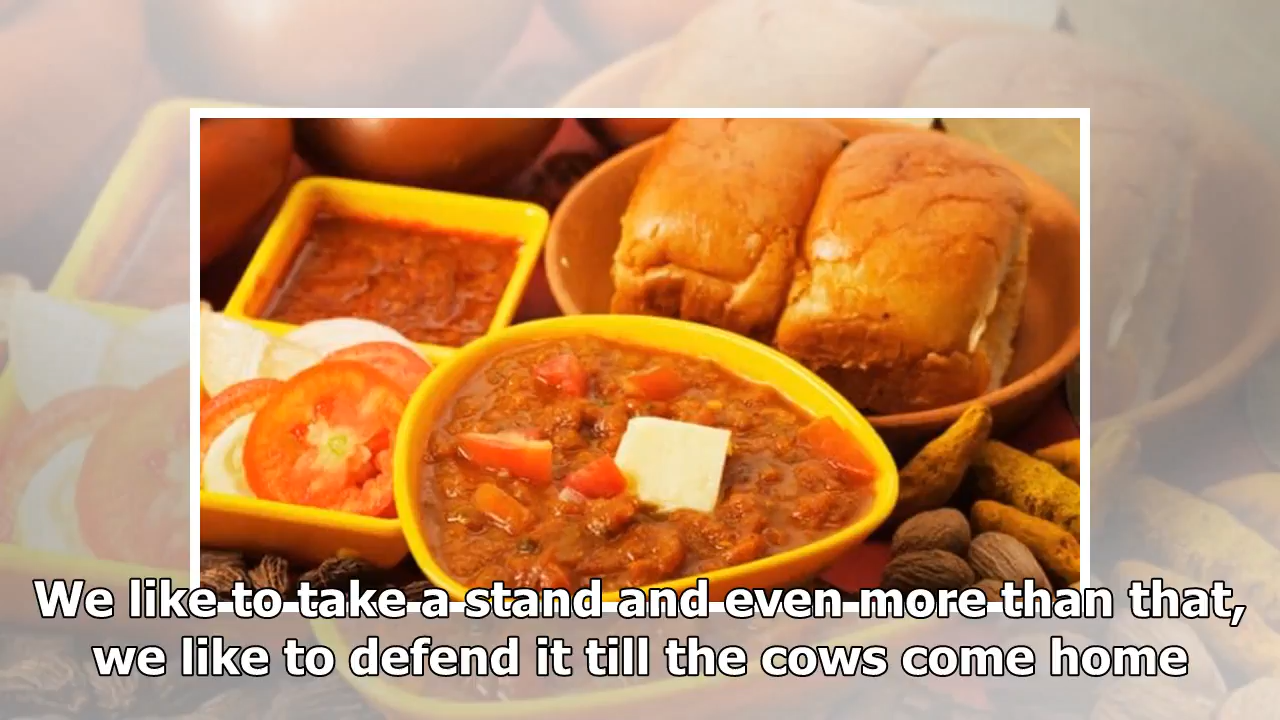 We like to take a stand and even more than that,
we like to defend it till the cows come home